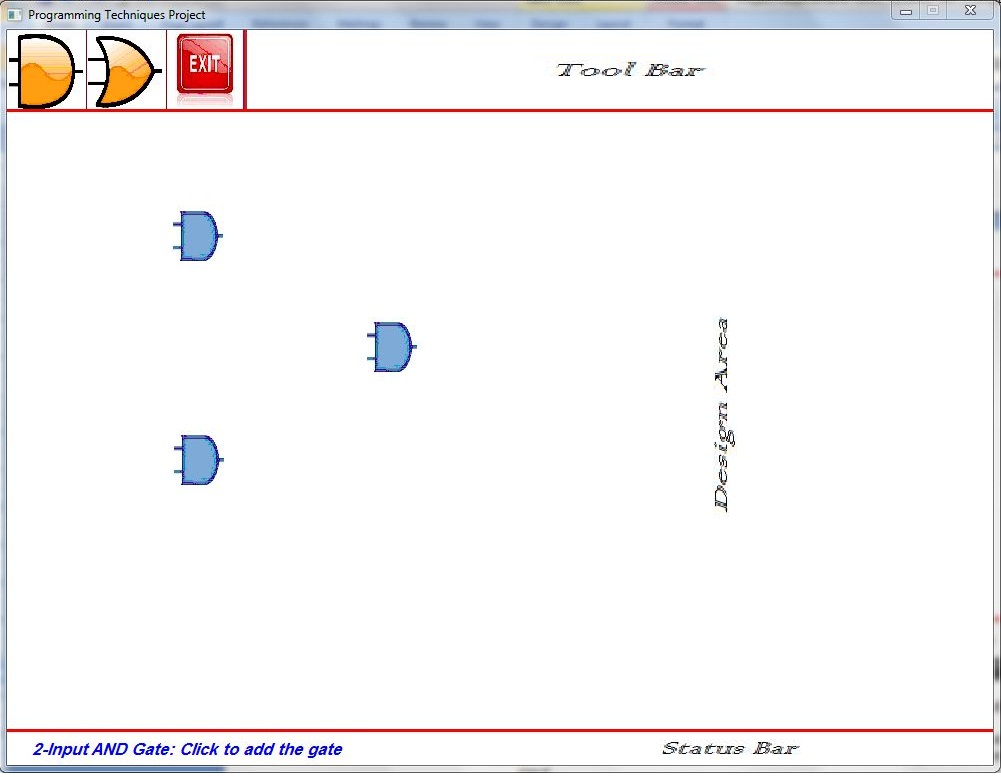 Programming Techniques Project
EXIT
Tool Bar
Design Area
2-Input AND Gate: Click to add the gate
Status Bar